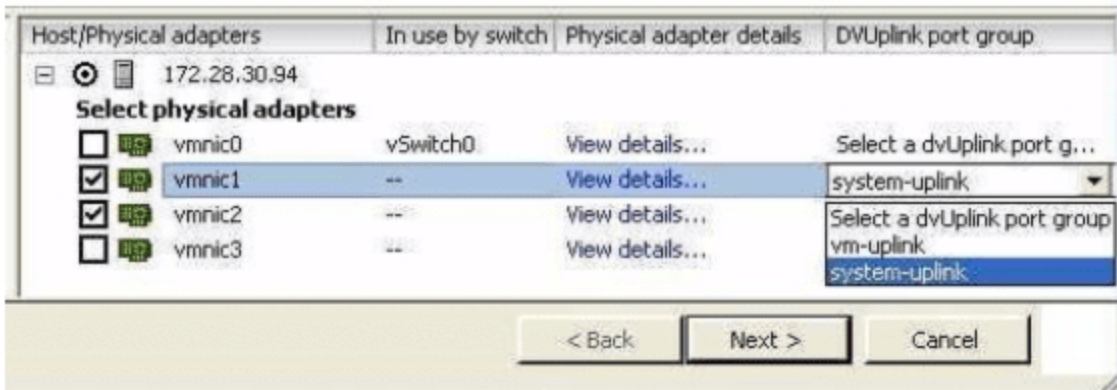 Host/Physical adapters In use by switch Physical adapter details DVUplink port group
172.28.30.94
Select physical adapters
vmnic0 vSwitch0 View details... Select a dvUplink port g...
vmnic1 -- View details... system-uplink
vmnic2 -- View details... Select a dvUplink port group
vm-uplink
vmnic3 -- View details... system-uplink
< Back Next > Cancel